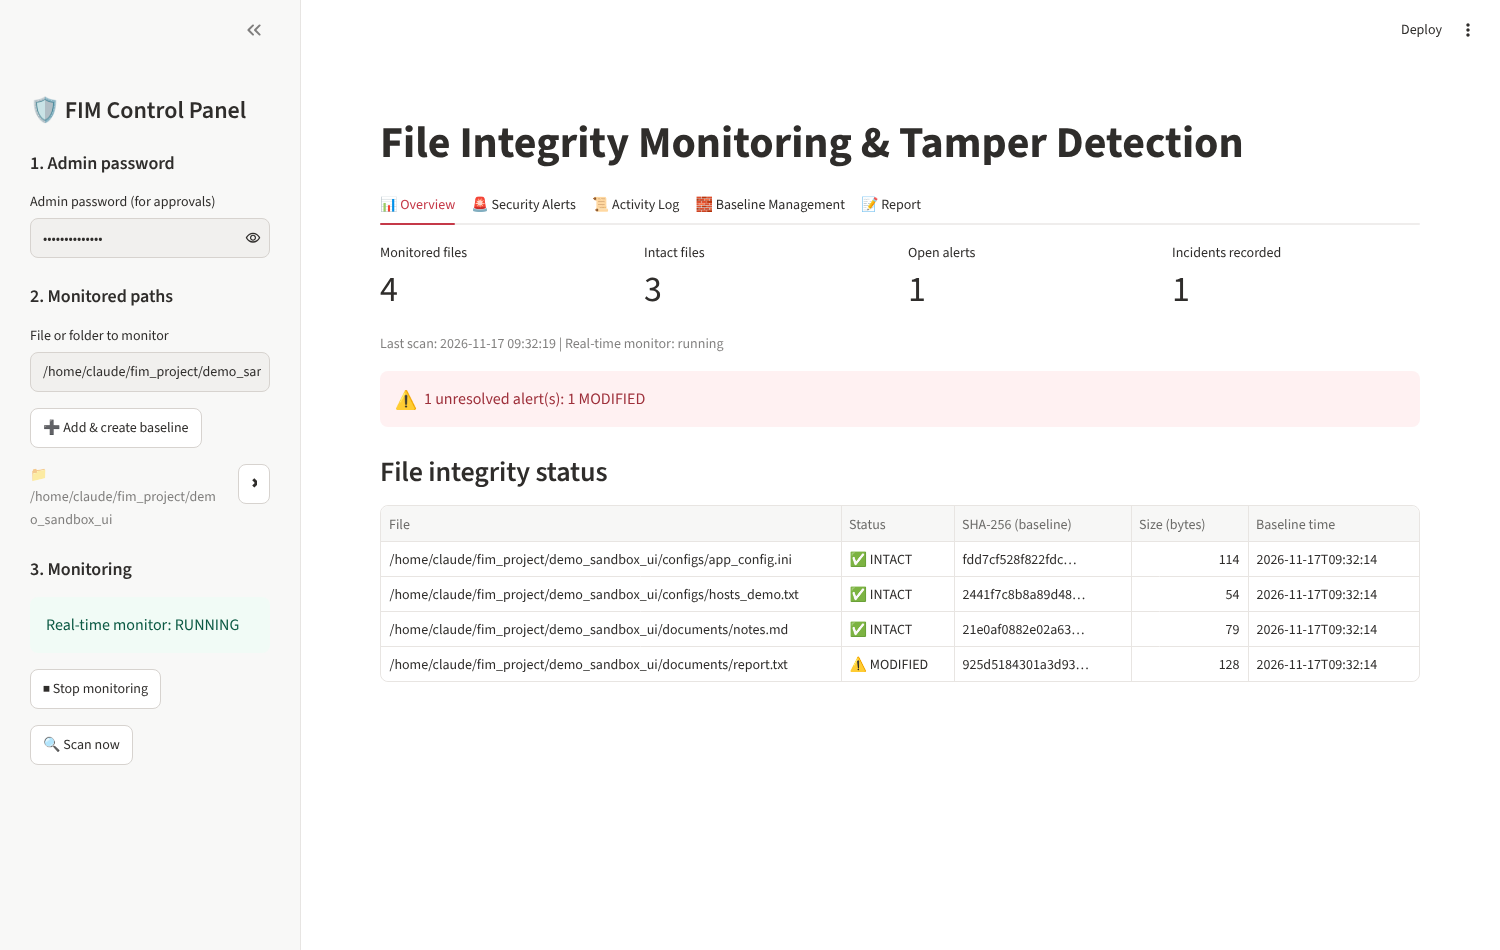 Deploy
🛡️ FIM Control Panel
1. Admin password
Admin password (for approvals)
••••••••••••••
2. Monitored paths
File or folder to monitor
/home/claude/fim_project/demo_sar
➕ Add & create baseline
📁
/home/claude/fim_project/dem
o_sandbox_ui
3. Monitoring
Real-time monitor: RUNNING
⏹ Stop monitoring
🔍 Scan now
File Integrity Monitoring & Tamper Detection
📊 Overview 🚨 Security Alerts 📜 Activity Log 🧱 Baseline Management 📝 Report
Monitored files Intact files Open alerts Incidents recorded
4 3 1 1
Last scan: 2026-11-17 09:32:19 | Real-time monitor: running
⚠️ 1 unresolved alert(s): 1 MODIFIED
File integrity status
File Status SHA-256 (baseline) Size (bytes) Baseline time
/home/claude/fim_project/demo_sandbox_ui/configs/app_config.ini ✅ INTACT fdd7cf528f822fdc… 114 2026-11-17T09:32:14
/home/claude/fim_project/demo_sandbox_ui/configs/hosts_demo.txt ✅ INTACT 2441f7c8b8a89d48… 54 2026-11-17T09:32:14
/home/claude/fim_project/demo_sandbox_ui/documents/notes.md ✅ INTACT 21e0af0882e02a63… 79 2026-11-17T09:32:14
/home/claude/fim_project/demo_sandbox_ui/documents/report.txt ⚠️ MODIFIED 925d5184301a3d93… 128 2026-11-17T09:32:14